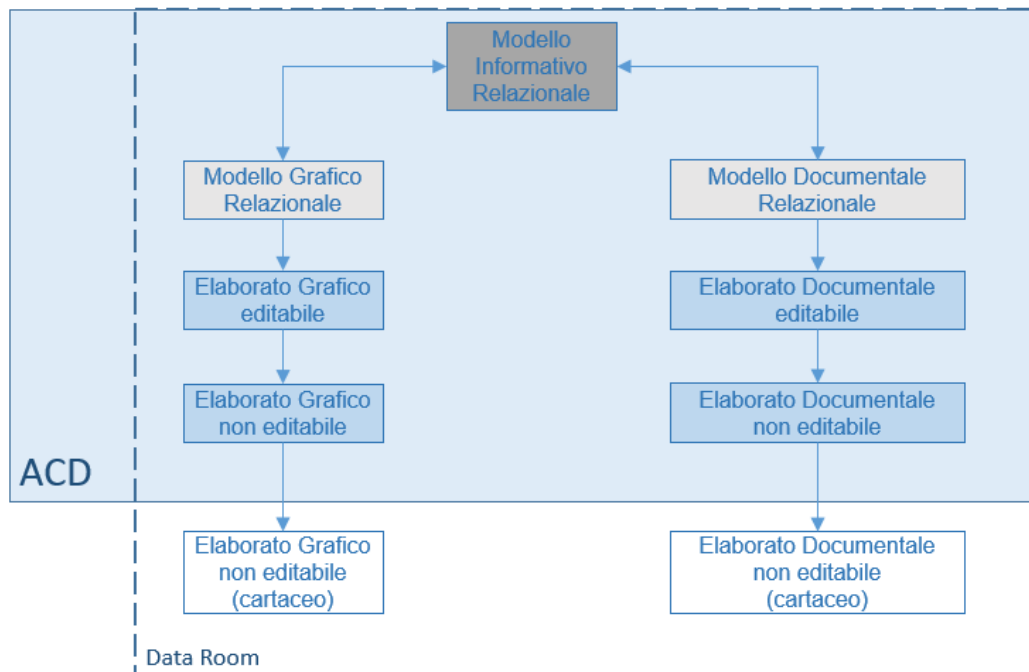 Modello
Informativo
Relazionale
Modello Grafico
Relazionale
Modello Documentale
Relazionale
Elaborato Grafico
editabile
Elaborato Documentale
editabile
Elaborato Grafico
non editabile
Elaborato Documentale
non editabile
ACD
Elaborato Grafico
non editabile
(cartaceo)
Elaborato Documentale
non editabile
(cartaceo)
Data Room